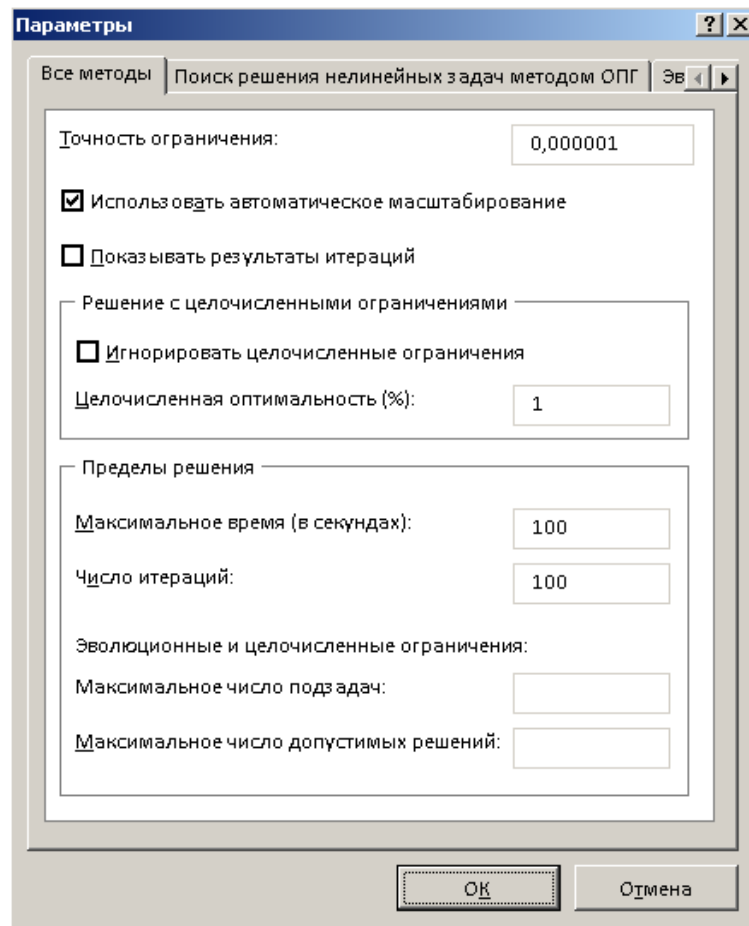 Параметры
Все методы Поиск решения нелинейных задач методом ОПГ Эв
Точность ограничения: 0,000001
Использовать автоматическое масштабирование
Показывать результаты итераций
Решение с целочисленными ограничениями
Игнорировать целочисленные ограничения
Целочисленная оптимальность (%): 1
Пределы решения
Максимальное время (в секундах): 100
Число итераций: 100
Эволюционные и целочисленные ограничения:
Максимальное число подзадач:
Максимальное число допустимых решений:
ОК Отмена